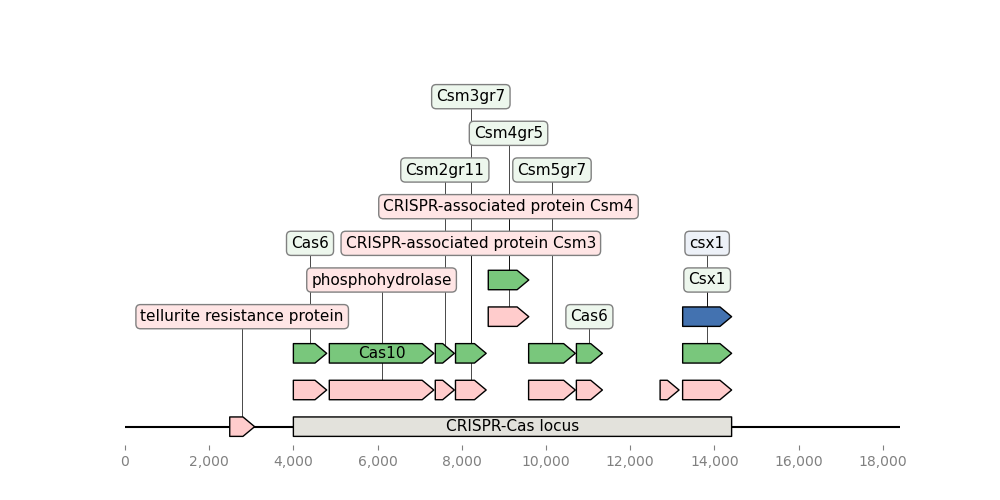 Csm3gr7
Csm4gr5
Csm2gr11 Csm5gr7
CRISPR-associated protein Csm4
Cas6 CRISPR-associated protein Csm3 csx1
phosphohydrolase Csx1
tellurite resistance protein Cas6
Cas10
CRISPR-Cas locus
0 2,000 4,000 6,000 8,000 10,000 12,000 14,000 16,000 18,000